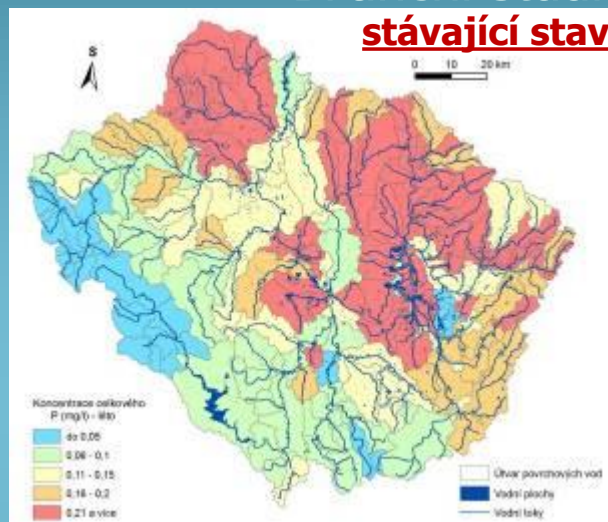 stávající stav
S
0 10 20 km
Koncentrace celkového
P (mg/l) - léto
do 0,05
0,06 - 0,1
0,11 - 0,15
0,16 - 0,2
0,21 a více
Útvar povrchových vod
Vodní plochy
Vodní toky